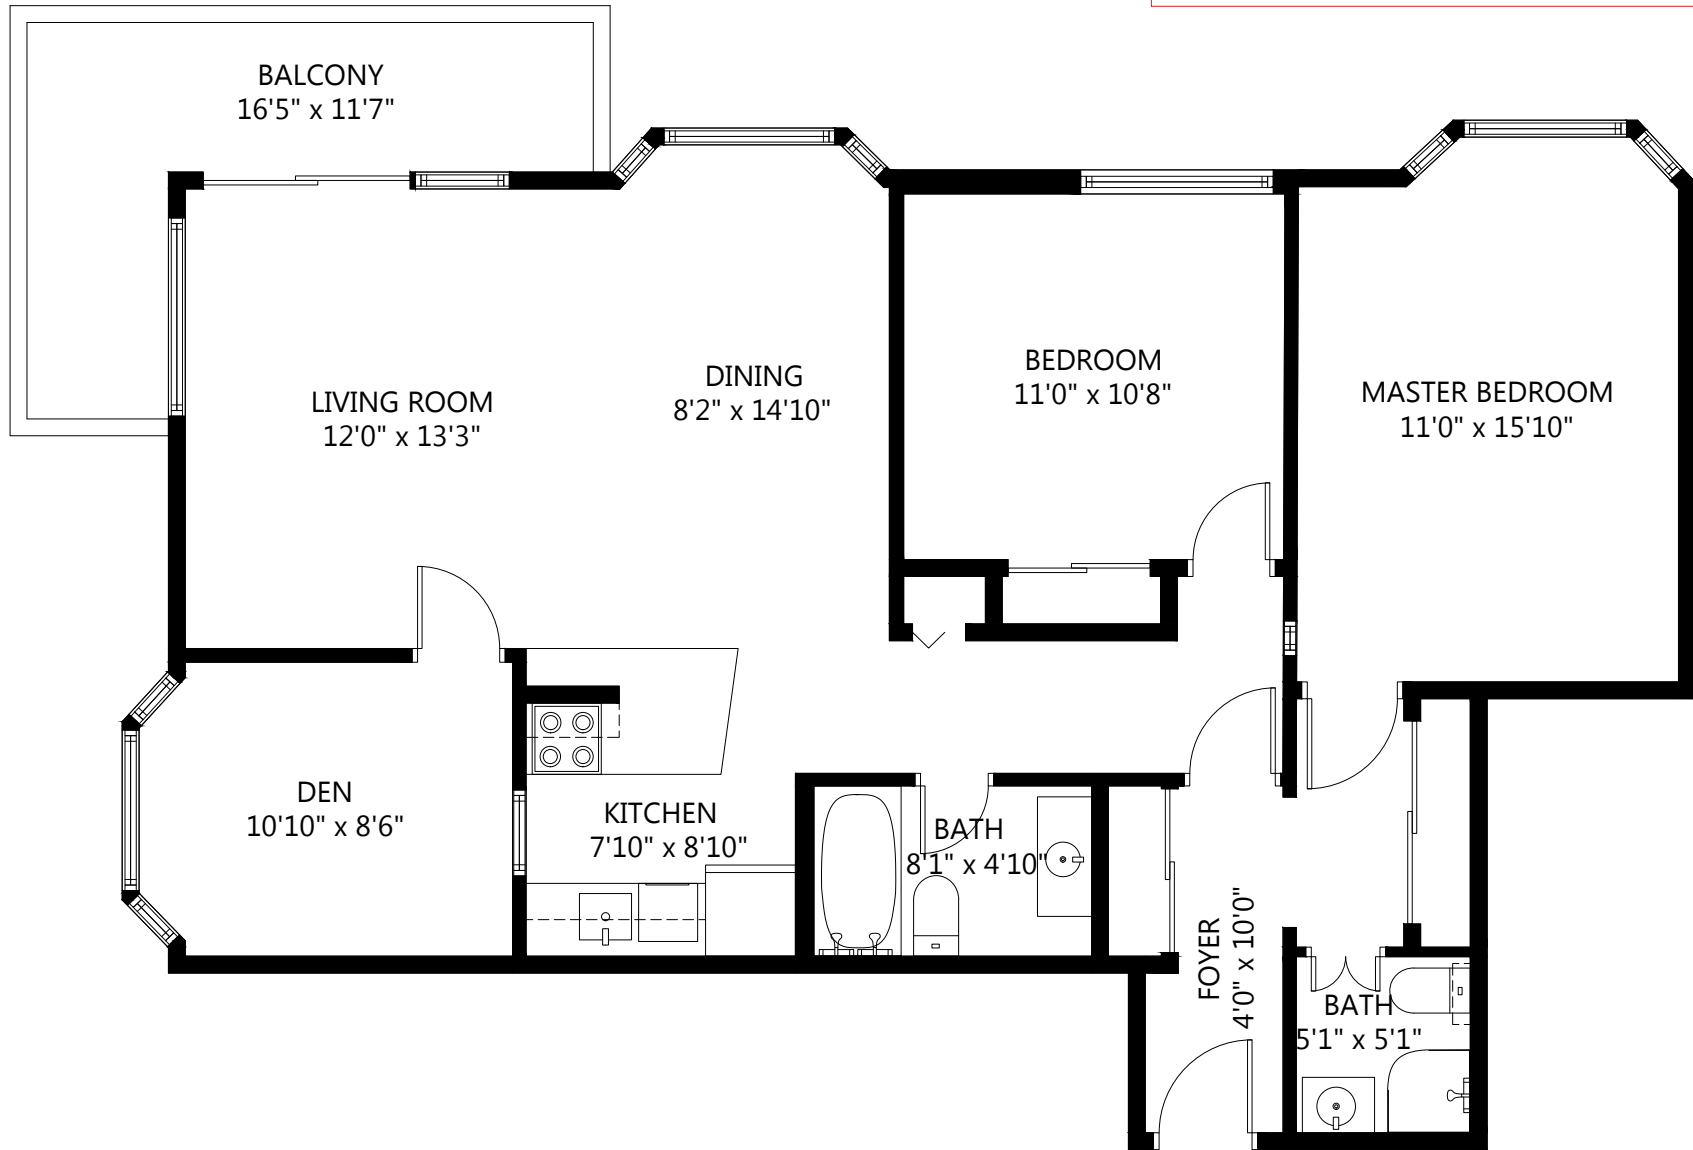 BALCONY
16'5" x 11'7"
LIVING ROOM
12'0" x 13'3"
DINING
8'2" x 14'10"
BEDROOM
11'0" x 10'8"
MASTER BEDROOM
11'0" x 15'10"
DEN
10'10" x 8'6"
KITCHEN
7'10" x 8'10"
BATH
8'1" x 4'10"
FOYER
4'0" x 10'0"
BATH
5'1" x 5'1"